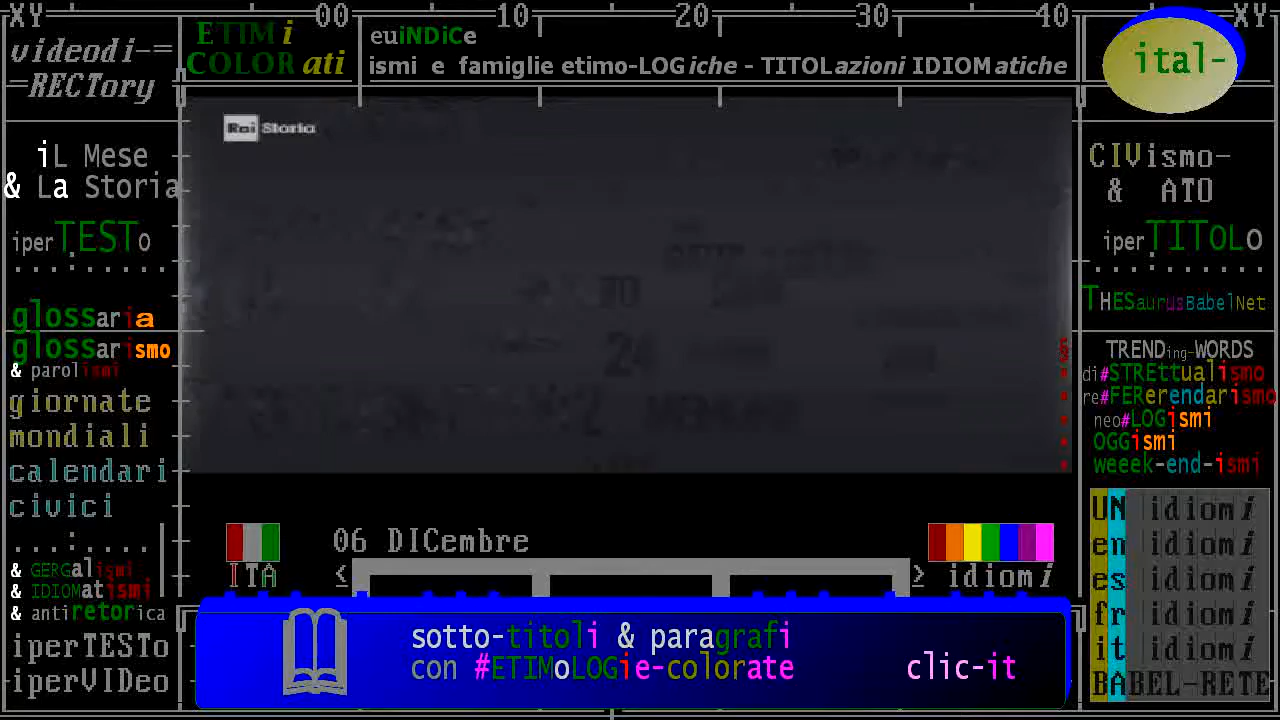 XY 00 10 20 30 40 XY
videodi-=
=RECTory
ETIMi
COLORati
euiNDiCe
ismi e famiglie etimo-LOGiche - TITOLazioni IDIOMatiche
ital-
iL Mese
& La Storia
iperTESTo
glossaria
glossarismo
& parolismi
giornate
mondiali
calendari
civici
& GERGalismi
& IDIOMatismi
& antiretorica
iperTESTo
-iperVIDeo
Rai Storia
CIVismo-
& ATO
iperTIToLo
THESaurusBabelNet
TRENDing-WORDS
di#STREttualismo
re#FERerendarismo
neo#LOGismi
OGGismi
weeek-end-ismi
UN idiomi
en idiomi
es idiomi
fr idiomi
it idiomi
BABEL-RETE
06 DICembre
ITA < > idiomi
sotto-titoli & paragrafi
con #ETIMoLOGie-colorate clic-it